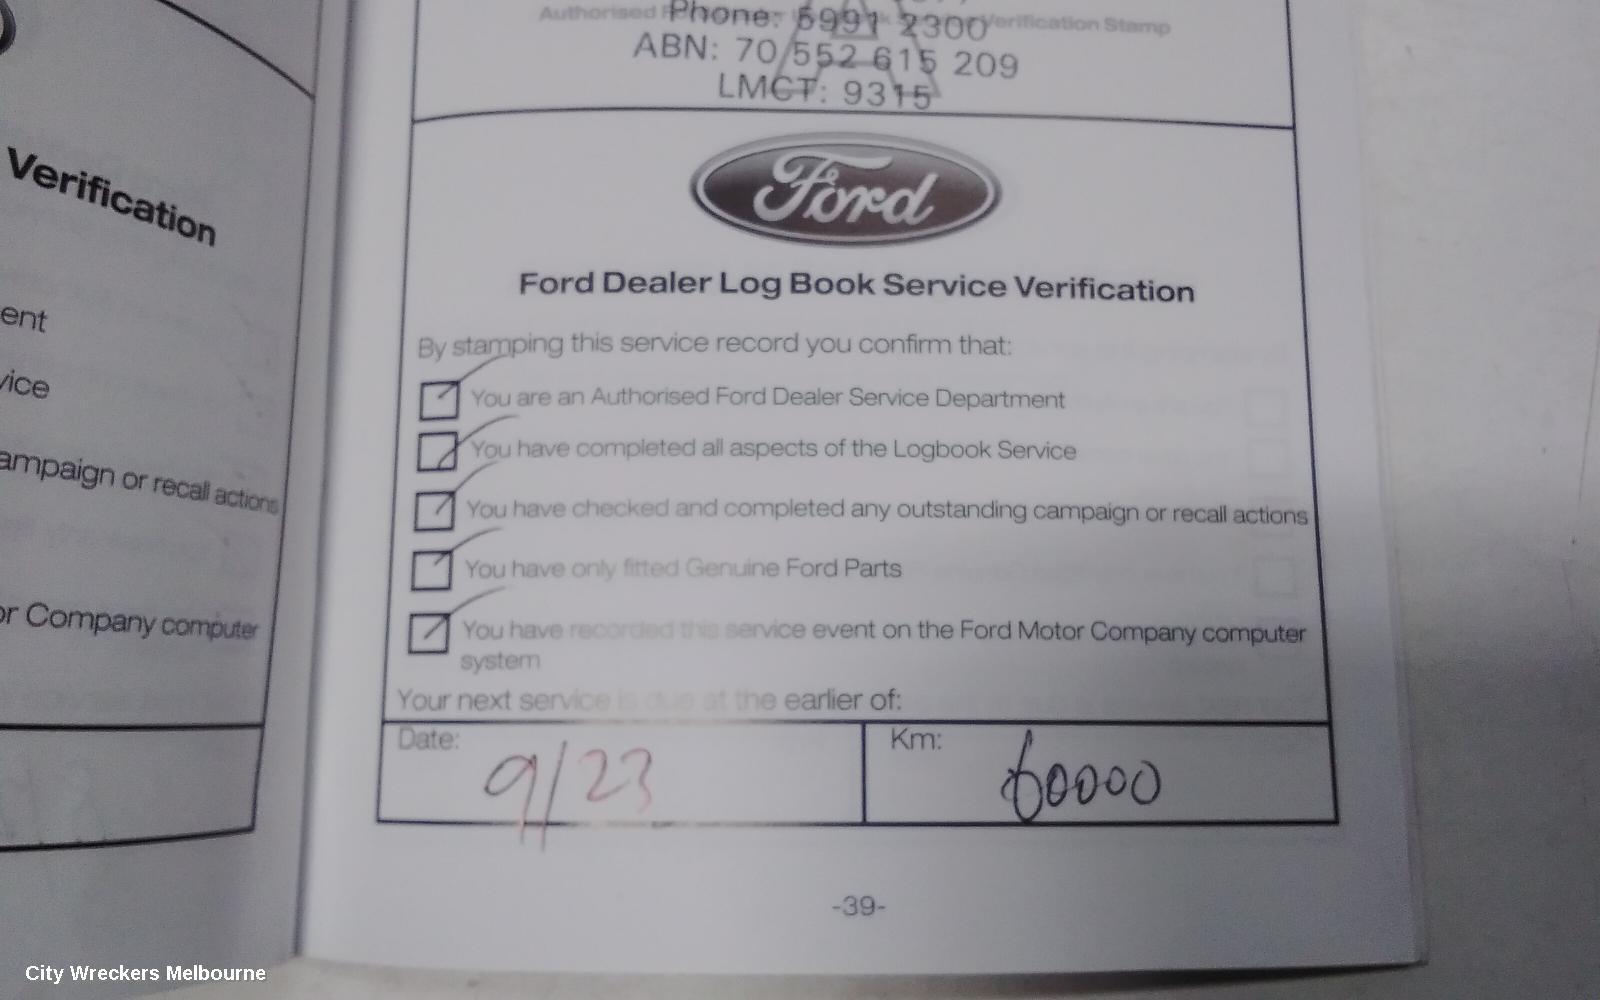 Verification
ent
vice
ampaign or recall actions
or Company computer
Authorised
Verification Stamp
Phone: 5991 2300
ABN: 70 552 615 209
LMCT: 9315
Ford
Ford Dealer Log Book Service Verification
By stamping this service record you confirm that:
You are an Authorised Ford Dealer Service Department
You have completed all aspects of the Logbook Service
You have checked and completed any outstanding campaign or recall actions
You have only fitted Genuine Ford Parts
You have recorded this service event on the Ford Motor Company computer
system
Your next service is due at the earlier of:
Date: 9/23
Km: 60000
-39-
City Wreckers Melbourne